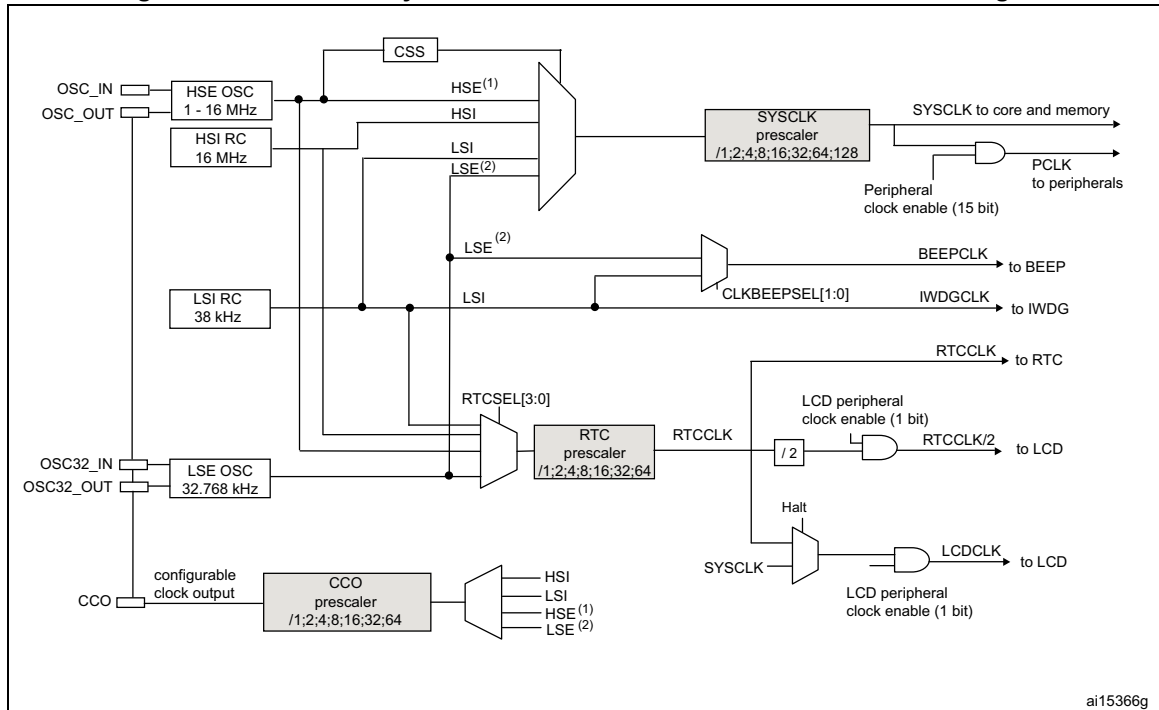 CSS
OSC_IN
HSE OSC
1 - 16 MHz
OSC_OUT
HSE(1)
HSI RC
16 MHz
HSI
LSI
LSE(2)
SYSCLK
prescaler
/1;2;4;8;16;32;64;128
SYSCLK to core and memory
PCLK
to peripherals
Peripheral
clock enable (15 bit)
LSE (2)
BEEPCLK
to BEEP
CLKBEEPSEL[1:0]
LSI RC
38 kHz
LSI
IWDGCLK
to IWDG
RTCCLK
to RTC
RTCSEL[3:0]
LCD peripheral
clock enable (1 bit)
RTC
prescaler
/1;2;4;8;16;32;64
RTCCLK
/ 2
RTCCLK/2
to LCD
OSC32_IN
LSE OSC
32.768 kHz
OSC32_OUT
Halt
SYSCLK
LCDCLK
to LCD
LCD peripheral
clock enable (1 bit)
CCO
configurable
clock output
CCO
prescaler
/1;2;4;8;16;32;64
HSI
LSI
HSE(1)
LSE(2)
ai15366g